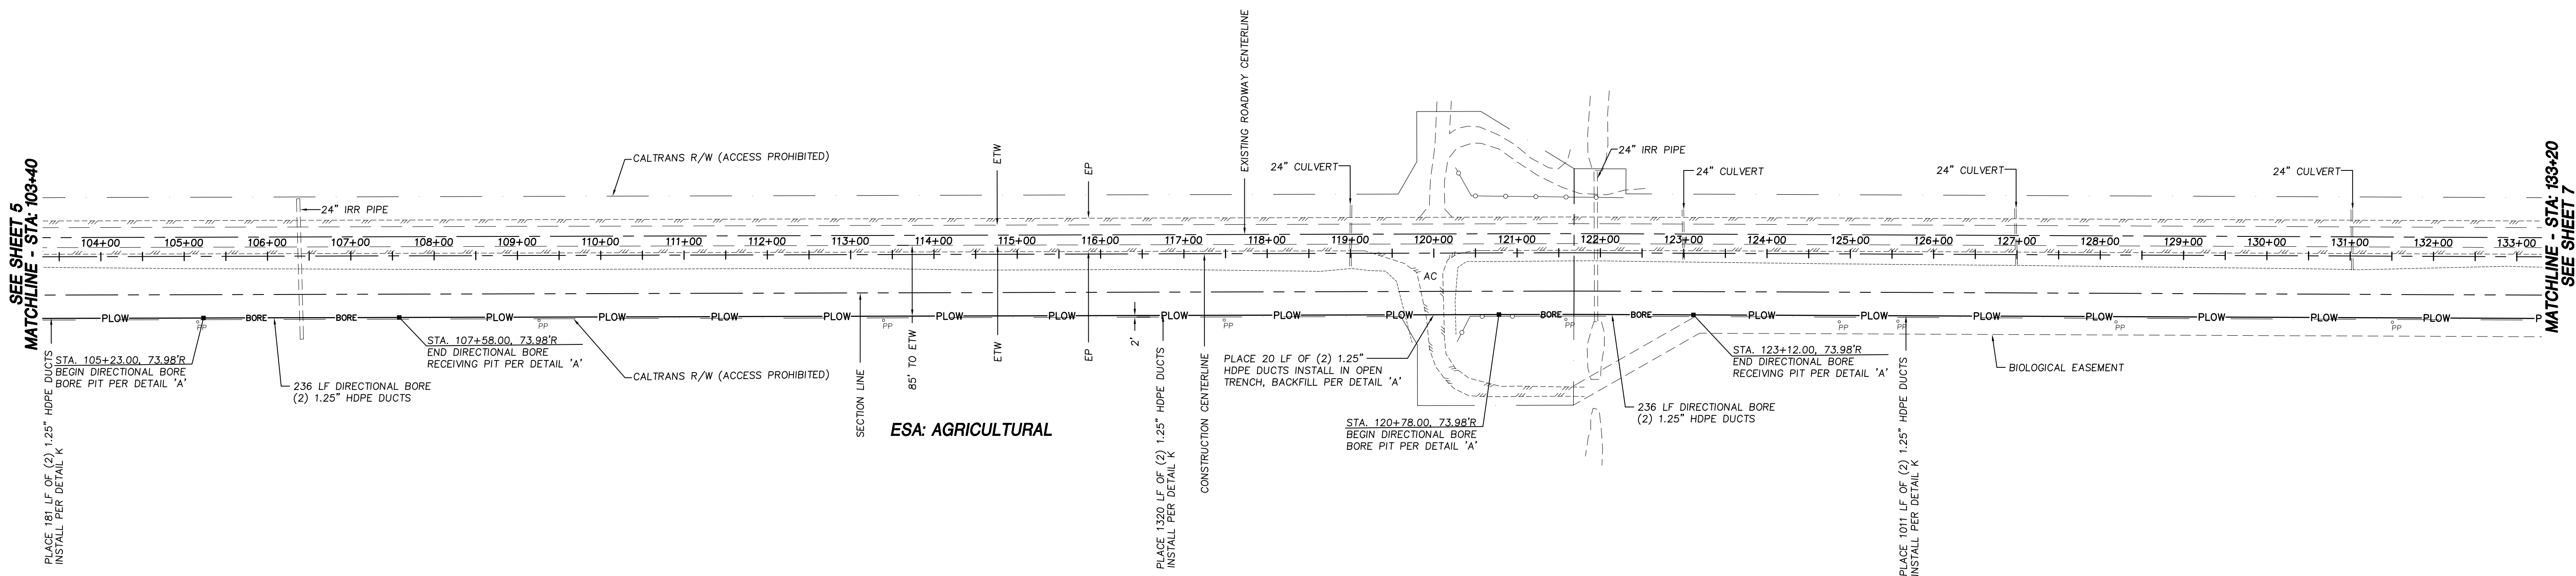 SEE SHEET 5
MATCHLINE - STA: 103+40
EXISTING ROADWAY CENTERLINE
CALTRANS R/W (ACCESS PROHIBITED)
ETW
EP
24" CULVERT
24" IRR PIPE
24" CULVERT
24" CULVERT
24" CULVERT
24" IRR PIPE
104+00 105+00 106+00 107+00 108+00 109+00 110+00 111+00 112+00 113+00 114+00 115+00 116+00 117+00 118+00 119+00 120+00 121+00 122+00 123+00 124+00 125+00 126+00 127+00 128+00 129+00 130+00 131+00 132+00 133+00
AC
PLOW BORE BORE PLOW PLOW PLOW PLOW PLOW PLOW PLOW PLOW PLOW BORE BORE PLOW PLOW PLOW PLOW PLOW PLOW PLOW P
PP PP PP PP PP PP PP PP PP
STA. 105+23.00, 73.98'R
BEGIN DIRECTIONAL BORE
BORE PIT PER DETAIL 'A'
PLACE 181 LF OF (2) 1.25" HDPE DUCTS
INSTALL PER DETAIL K
236 LF DIRECTIONAL BORE
(2) 1.25" HDPE DUCTS
STA. 107+58.00, 73.98'R
END DIRECTIONAL BORE
RECEIVING PIT PER DETAIL 'A'
CALTRANS R/W (ACCESS PROHIBITED)
SECTION LINE
85' TO ETW
ESA: AGRICULTURAL
ETW
EP
2'
PLACE 1320 LF OF (2) 1.25" HDPE DUCTS
INSTALL PER DETAIL K
CONSTRUCTION CENTERLINE
PLACE 20 LF OF (2) 1.25"
HDPE DUCTS INSTALL IN OPEN
TRENCH, BACKFILL PER DETAIL 'A'
STA. 120+78.00, 73.98'R
BEGIN DIRECTIONAL BORE
BORE PIT PER DETAIL 'A'
236 LF DIRECTIONAL BORE
(2) 1.25" HDPE DUCTS
STA. 123+12.00, 73.98'R
END DIRECTIONAL BORE
RECEIVING PIT PER DETAIL 'A'
PLACE 1011 LF OF (2) 1.25" HDPE DUCTS
INSTALL PER DETAIL K
BIOLOGICAL EASEMENT
MATCHLINE - STA: 133+20
SEE SHEET 7